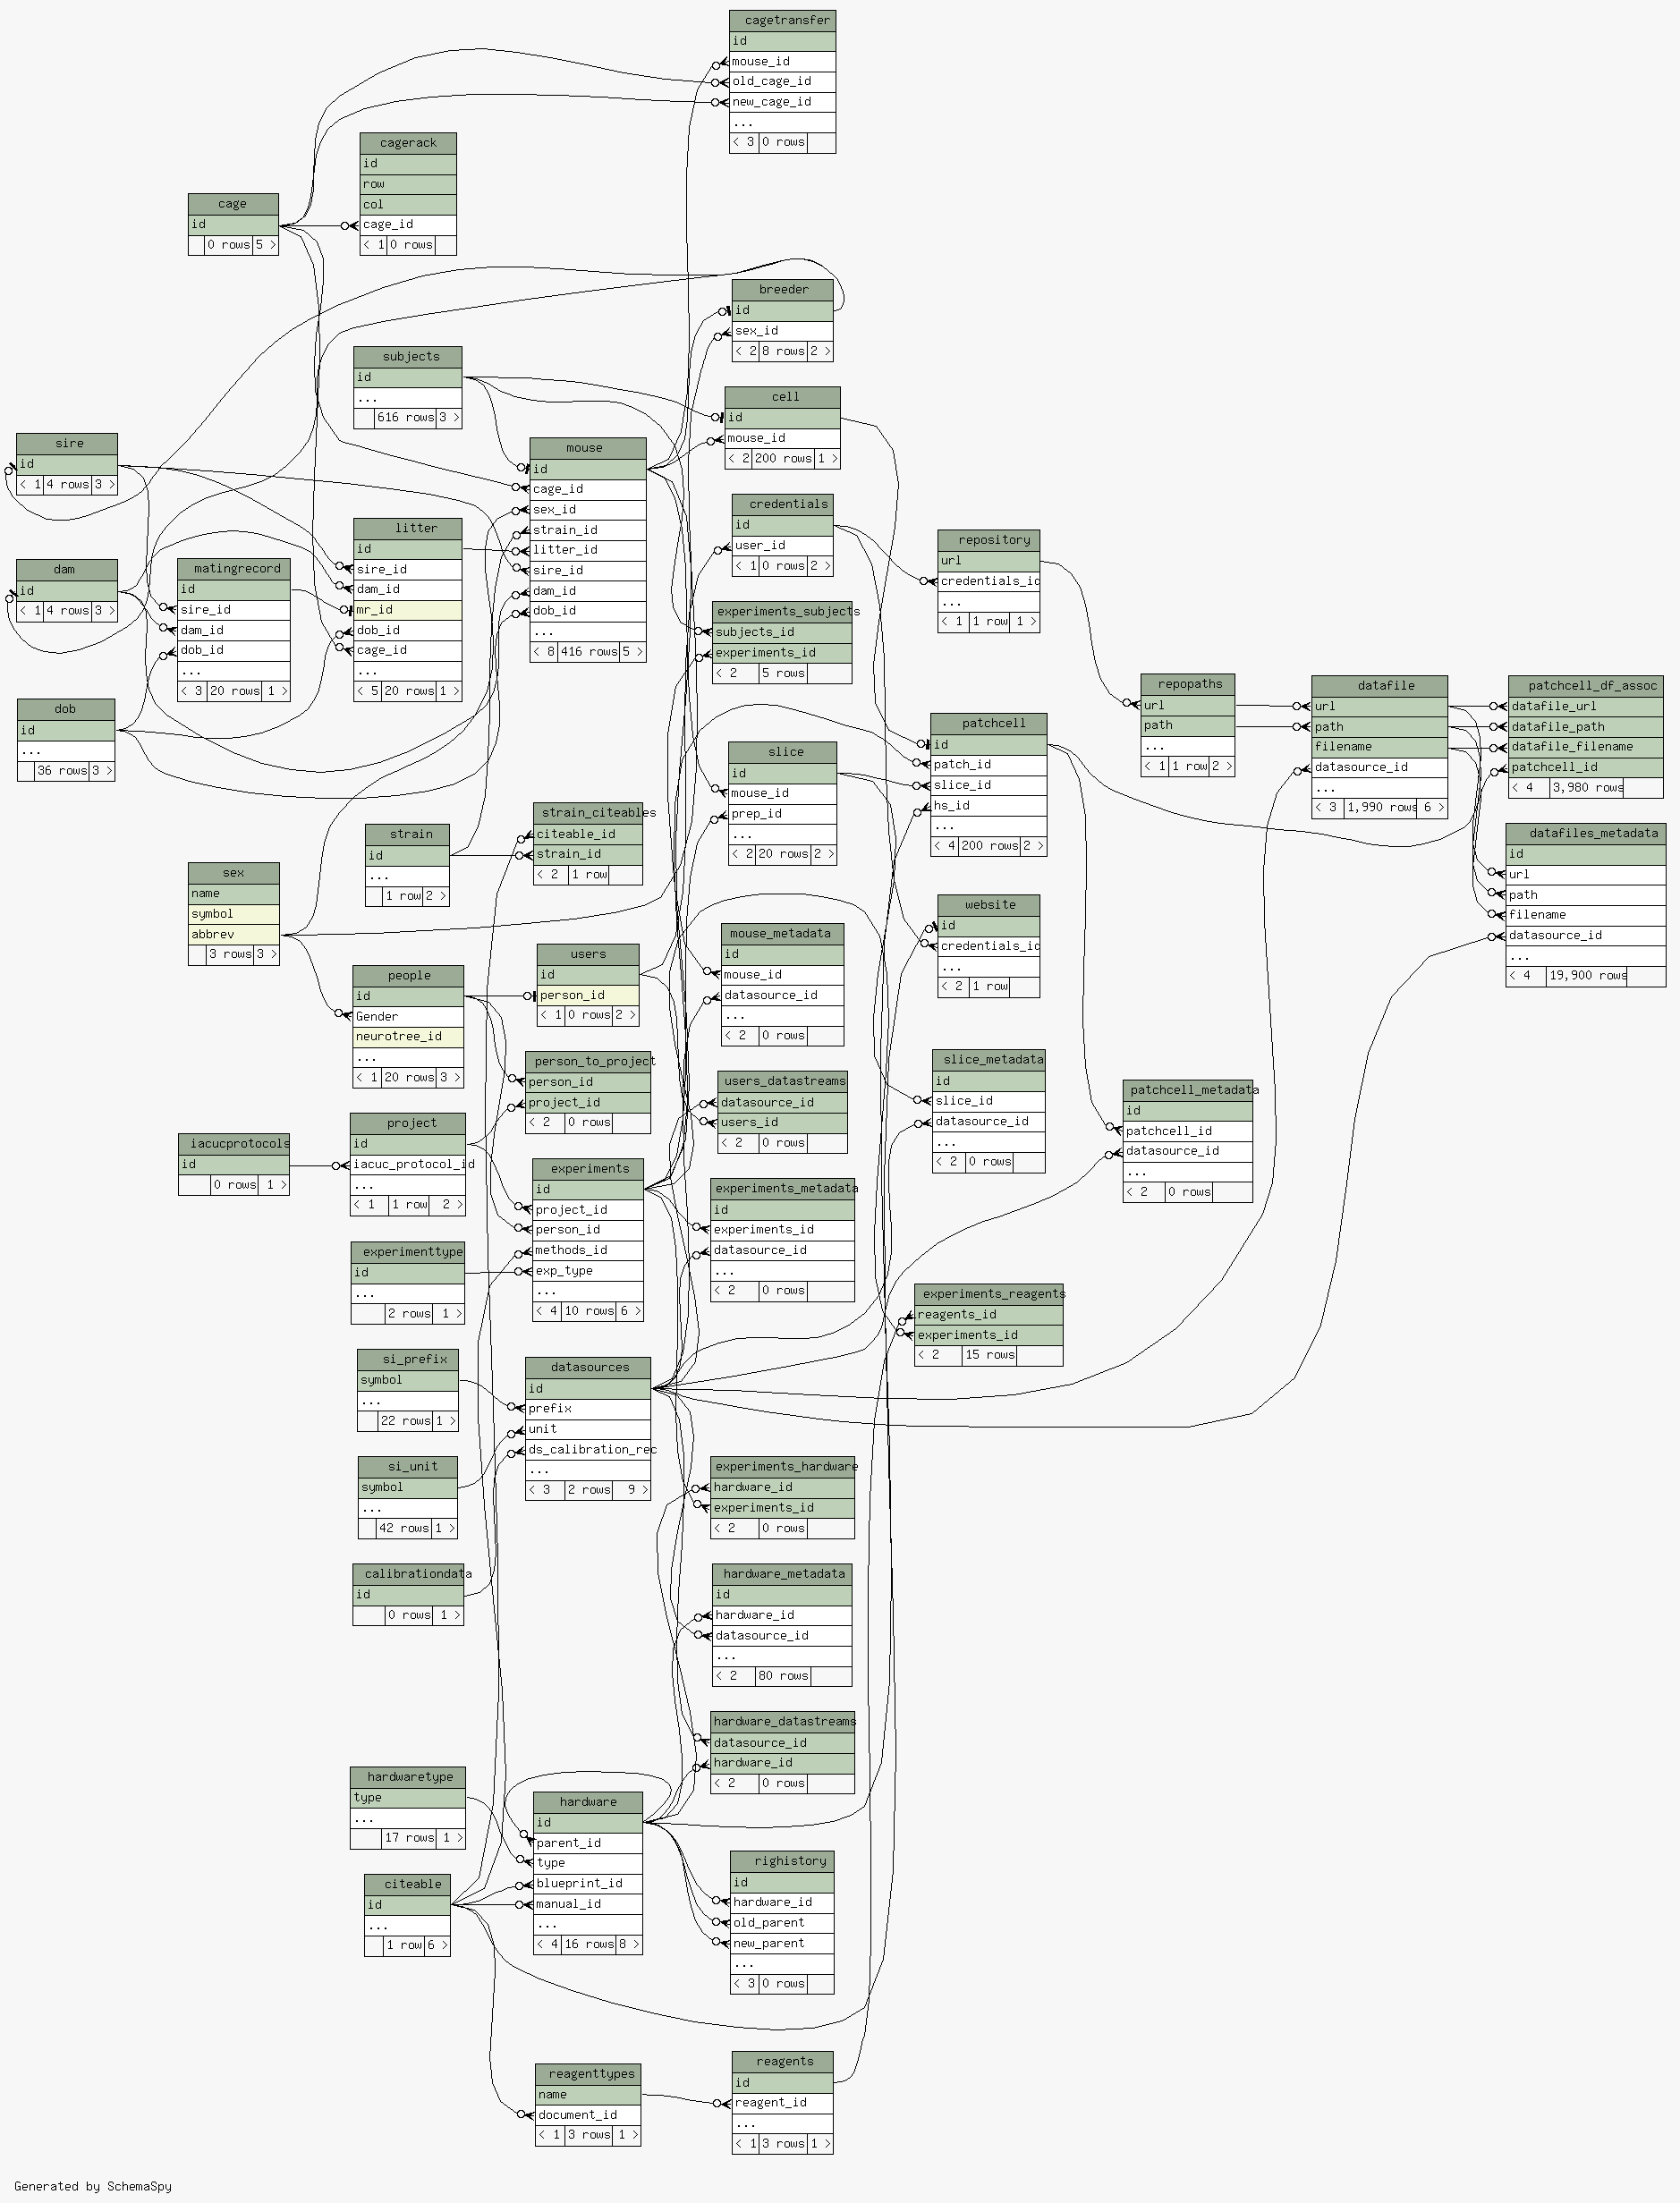 cagetransfer
id
mouse_id
old_cage_id
new_cage_id
...
< 3 0 rows
cagerack
id
row
col
cage_id
< 1 0 rows
cage
id
0 rows 5 >
breeder
id
sex_id
< 2 8 rows 2 >
subjects
id
...
616 rows 3 >
cell
id
mouse_id
< 2 200 rows 1 >
sire
id
< 1 4 rows 3 >
mouse
id
cage_id
sex_id
strain_id
litter_id
sire_id
dam_id
dob_id
...
< 8 416 rows 5 >
credentials
id
user_id
< 1 0 rows 2 >
litter
id
sire_id
dam_id
mr_id
dob_id
cage_id
...
< 5 20 rows 1 >
repository
url
credentials_id
...
< 1 1 row 1 >
dam
id
< 1 4 rows 3 >
matingrecord
id
sire_id
dam_id
dob_id
...
< 3 20 rows 1 >
experiments_subjects
subjects_id
experiments_id
< 2 5 rows
repopaths
url
path
...
< 1 1 row 2 >
datafile
url
path
filename
datasource_id
...
< 3 1,990 rows 6 >
patchcell_df_assoc
datafile_url
datafile_path
datafile_filename
patchcell_id
< 4 3,980 rows
dob
id
...
36 rows 3 >
patchcell
id
patch_id
slice_id
hs_id
...
< 4 200 rows 2 >
slice
id
mouse_id
prep_id
...
< 2 20 rows 2 >
strain_citeables
citeable_id
strain_id
< 2 1 row
strain
id
...
1 row 2 >
datafiles_metadata
id
url
path
filename
datasource_id
...
< 4 19,900 rows
sex
name
symbol
abbrev
3 rows 3 >
website
id
credentials_id
...
< 2 1 row
mouse_metadata
id
mouse_id
datasource_id
...
< 2 0 rows
users
id
person_id
< 1 0 rows 2 >
people
id
Gender
neurotree_id
...
< 1 20 rows 3 >
person_to_project
person_id
project_id
< 2 0 rows
slice_metadata
id
slice_id
datasource_id
...
< 2 0 rows
users_datastreams
datasource_id
users_id
< 2 0 rows
patchcell_metadata
id
patchcell_id
datasource_id
...
< 2 0 rows
project
id
iacuc_protocol_id
...
< 1 1 row 2 >
iacucprotocols
id
0 rows 1 >
experiments
id
project_id
person_id
methods_id
exp_type
...
< 4 10 rows 6 >
experiments_metadata
id
experiments_id
datasource_id
...
< 2 0 rows
experimenttype
id
...
2 rows 1 >
experiments_reagents
reagents_id
experiments_id
< 2 15 rows
si_prefix
symbol
...
22 rows 1 >
datasources
id
prefix
unit
ds_calibration_rec
...
< 3 2 rows 9 >
si_unit
symbol
...
42 rows 1 >
experiments_hardware
hardware_id
experiments_id
< 2 0 rows
calibrationdata
id
0 rows 1 >
hardware_metadata
id
hardware_id
datasource_id
...
< 2 80 rows
hardware_datastreams
datasource_id
hardware_id
< 2 0 rows
hardwaretype
type
...
17 rows 1 >
hardware
id
parent_id
type
blueprint_id
manual_id
...
< 4 16 rows 8 >
righistory
id
hardware_id
old_parent
new_parent
...
< 3 0 rows
citeable
id
...
1 row 6 >
reagenttypes
name
document_id
< 1 3 rows 1 >
reagents
id
reagent_id
...
< 1 3 rows 1 >
Generated by SchemaSpy